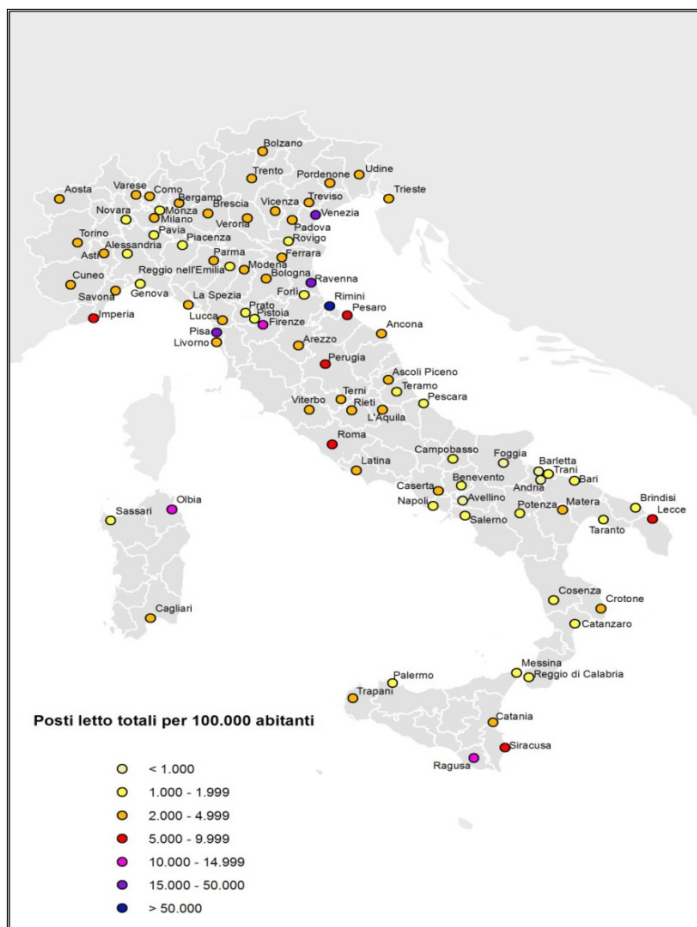 Bolzano
Trento
Pordenone
Udine
Aosta
Varese
Como
Bergamo
Brescia
Vicenza
Treviso
Trieste
Novara
Monza
Milano
Verona
Padova
Venezia
Torino
Pavia
Piacenza
Rovigo
Asti
Alessandria
Parma
Modena
Ferrara
Cuneo
Reggio nell'Emilia
Bologna
Ravenna
Savona
Genova
La Spezia
Forlì
Rimini
Imperia
Prato
Pistoia
Pesaro
Lucca
Firenze
Pisa
Ancona
Livorno
Arezzo
Perugia
Ascoli Piceno
Terni
Teramo
Viterbo
Rieti
Pescara
L'Aquila
Roma
Campobasso
Foggia
Barletta
Latina
Trani
Benevento
Andria
Bari
Caserta
Avellino
Napoli
Potenza
Matera
Brindisi
Salerno
Lecce
Taranto
Olbia
Sassari
Cosenza
Crotone
Cagliari
Catanzaro
Messina
Palermo
Reggio di Calabria
Trapani
Catania
Siracusa
Ragusa
Posti letto totali per 100.000 abitanti
< 1.000
1.000 - 1.999
2.000 - 4.999
5.000 - 9.999
10.000 - 14.999
15.000 - 50.000
> 50.000